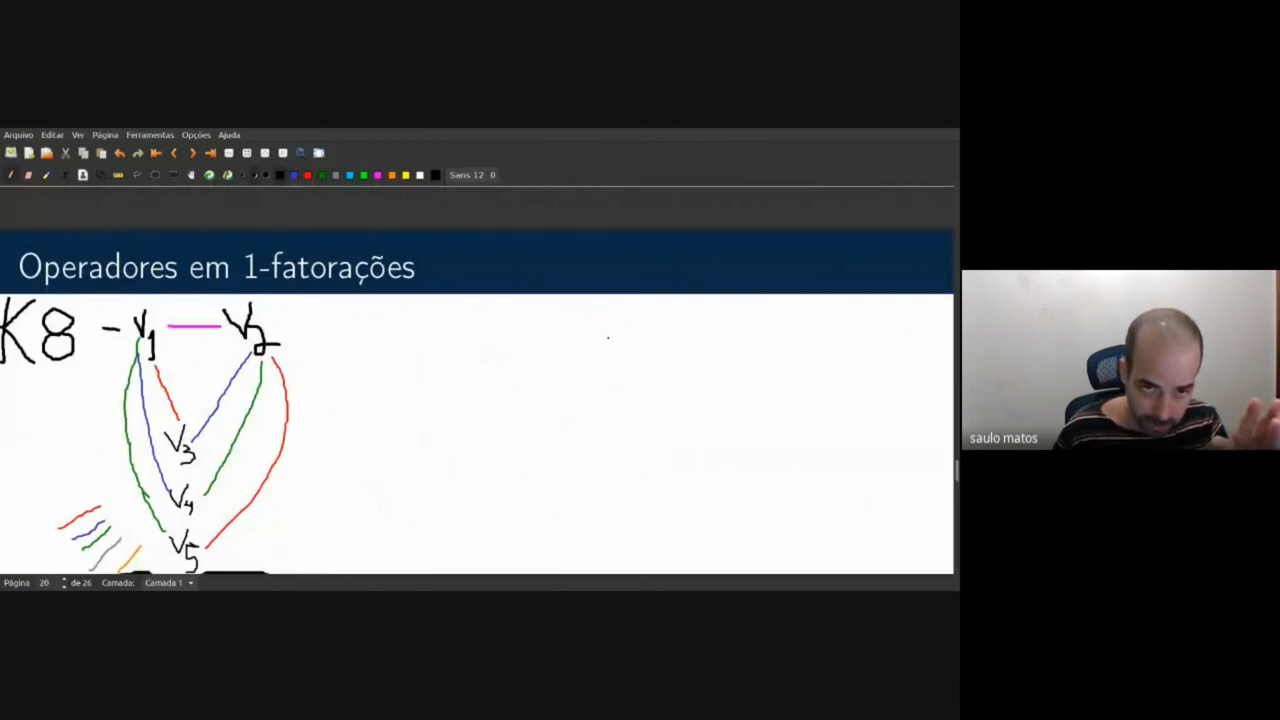 Arquivo Editar Ver Página Ferramentas Opções Ajuda
Sans 12 0
Operadores em 1-fatorações
K8 - V1 V2
V3
V4
V5
saulo matos
Página 20 de 26 Camada: Camada 1